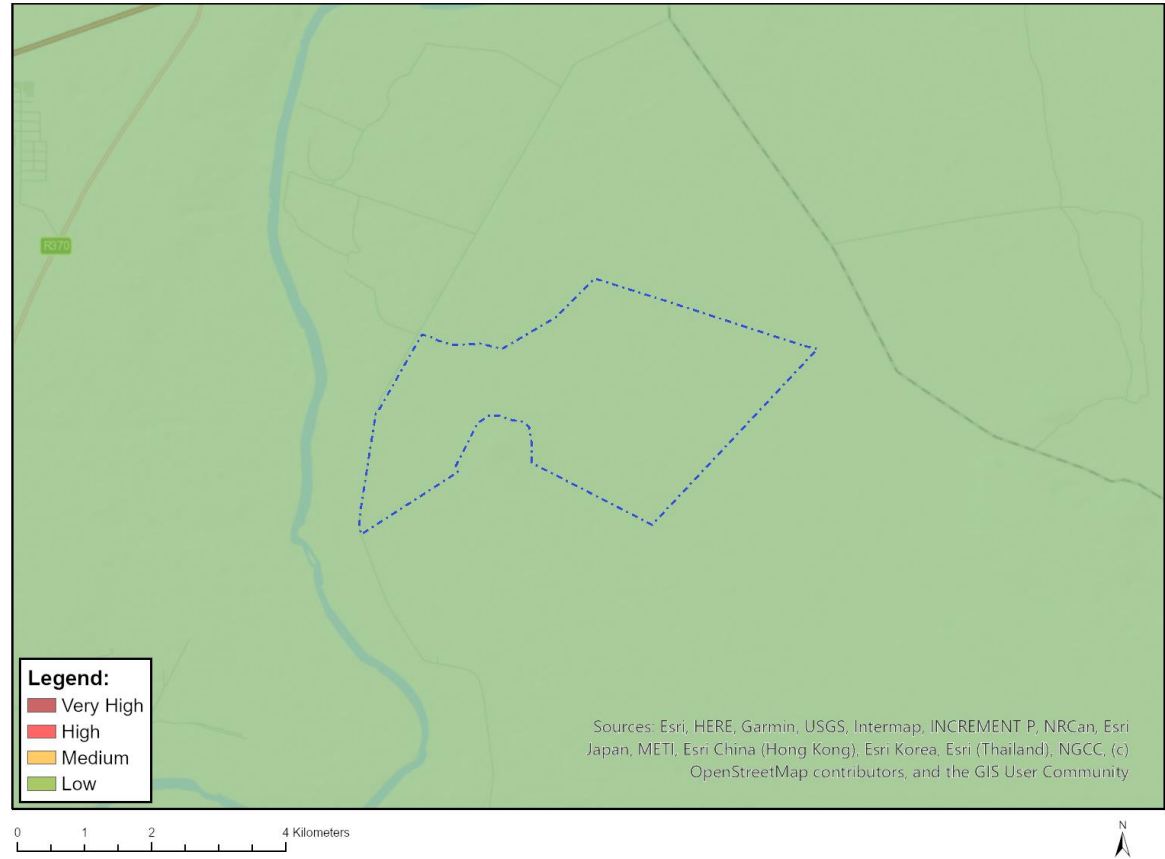 R370
Legend:
Very High
High
Medium
Low
Sources: Esri, HERE, Garmin, USGS, Intermap, INCREMENT P, NRCan, Esri
Japan, METI, Esri China (Hong Kong), Esri Korea, Esri (Thailand), NGCC, (c)
OpenStreetMap contributors, and the GIS User Community
0 1 2 4 Kilometers
N